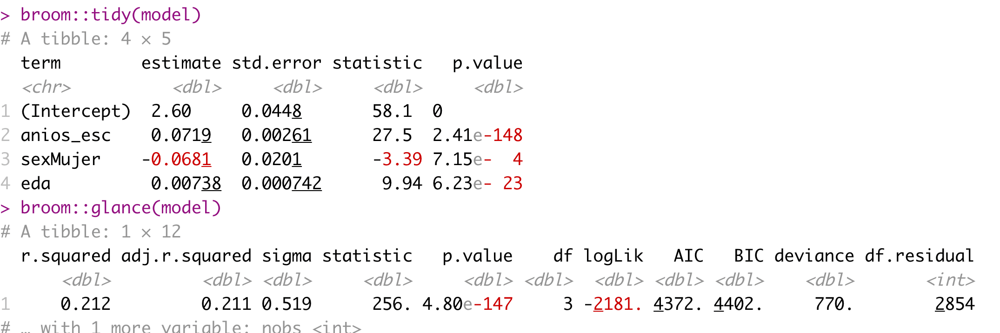 > broom::tidy(model)
# A tibble: 4 × 5
  term        estimate std.error statistic   p.value
  <chr>          <dbl>     <dbl>     <dbl>     <dbl>
1 (Intercept)  2.60     0.0448       58.1  0
2 anios_esc    0.0719   0.00261      27.5  2.41e-148
3 sexMujer    -0.0681   0.0201       -3.39 7.15e-  4
4 eda          0.00738  0.000742      9.94 6.23e- 23
> broom::glance(model)
# A tibble: 1 × 12
  r.squared adj.r.squared sigma statistic   p.value    df logLik   AIC   BIC deviance df.residual
      <dbl>         <dbl> <dbl>     <dbl>     <dbl> <dbl>  <dbl> <dbl> <dbl>    <dbl>       <int>
1     0.212         0.211 0.519      256. 4.80e-147     3 -2181. 4372. 4402.     770.        2854
# … with 1 more variable: nobs <int>